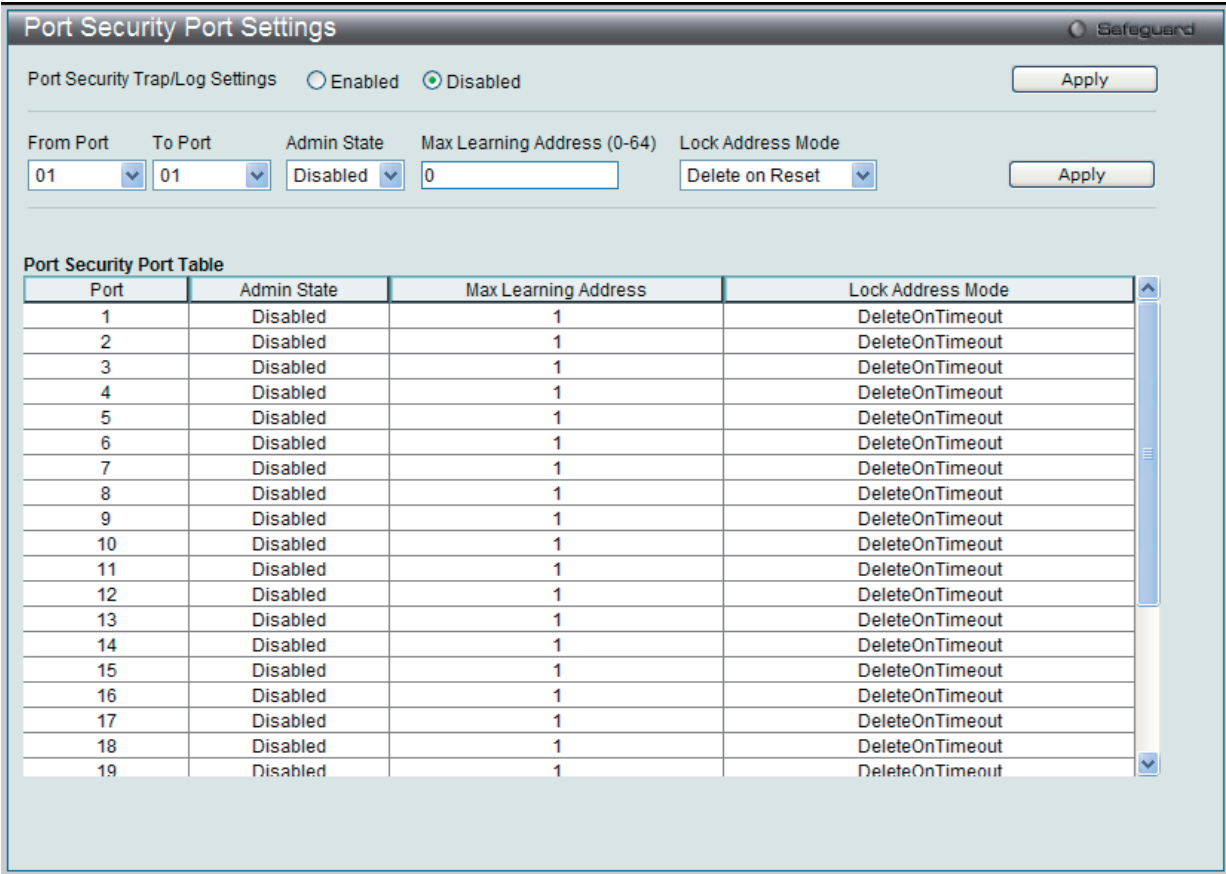 Port Security Port Settings Safeguard
Port Security Trap/Log Settings Enabled Disabled Apply
From Port To Port Admin State Max Learning Address (0-64) Lock Address Mode
01 01 Disabled 0 Delete on Reset Apply
Port Security Port Table
Port Admin State Max Learning Address Lock Address Mode
1 Disabled 1 DeleteOnTimeout
2 Disabled 1 DeleteOnTimeout
3 Disabled 1 DeleteOnTimeout
4 Disabled 1 DeleteOnTimeout
5 Disabled 1 DeleteOnTimeout
6 Disabled 1 DeleteOnTimeout
7 Disabled 1 DeleteOnTimeout
8 Disabled 1 DeleteOnTimeout
9 Disabled 1 DeleteOnTimeout
10 Disabled 1 DeleteOnTimeout
11 Disabled 1 DeleteOnTimeout
12 Disabled 1 DeleteOnTimeout
13 Disabled 1 DeleteOnTimeout
14 Disabled 1 DeleteOnTimeout
15 Disabled 1 DeleteOnTimeout
16 Disabled 1 DeleteOnTimeout
17 Disabled 1 DeleteOnTimeout
18 Disabled 1 DeleteOnTimeout
19 Disabled 1 DeleteOnTimeout